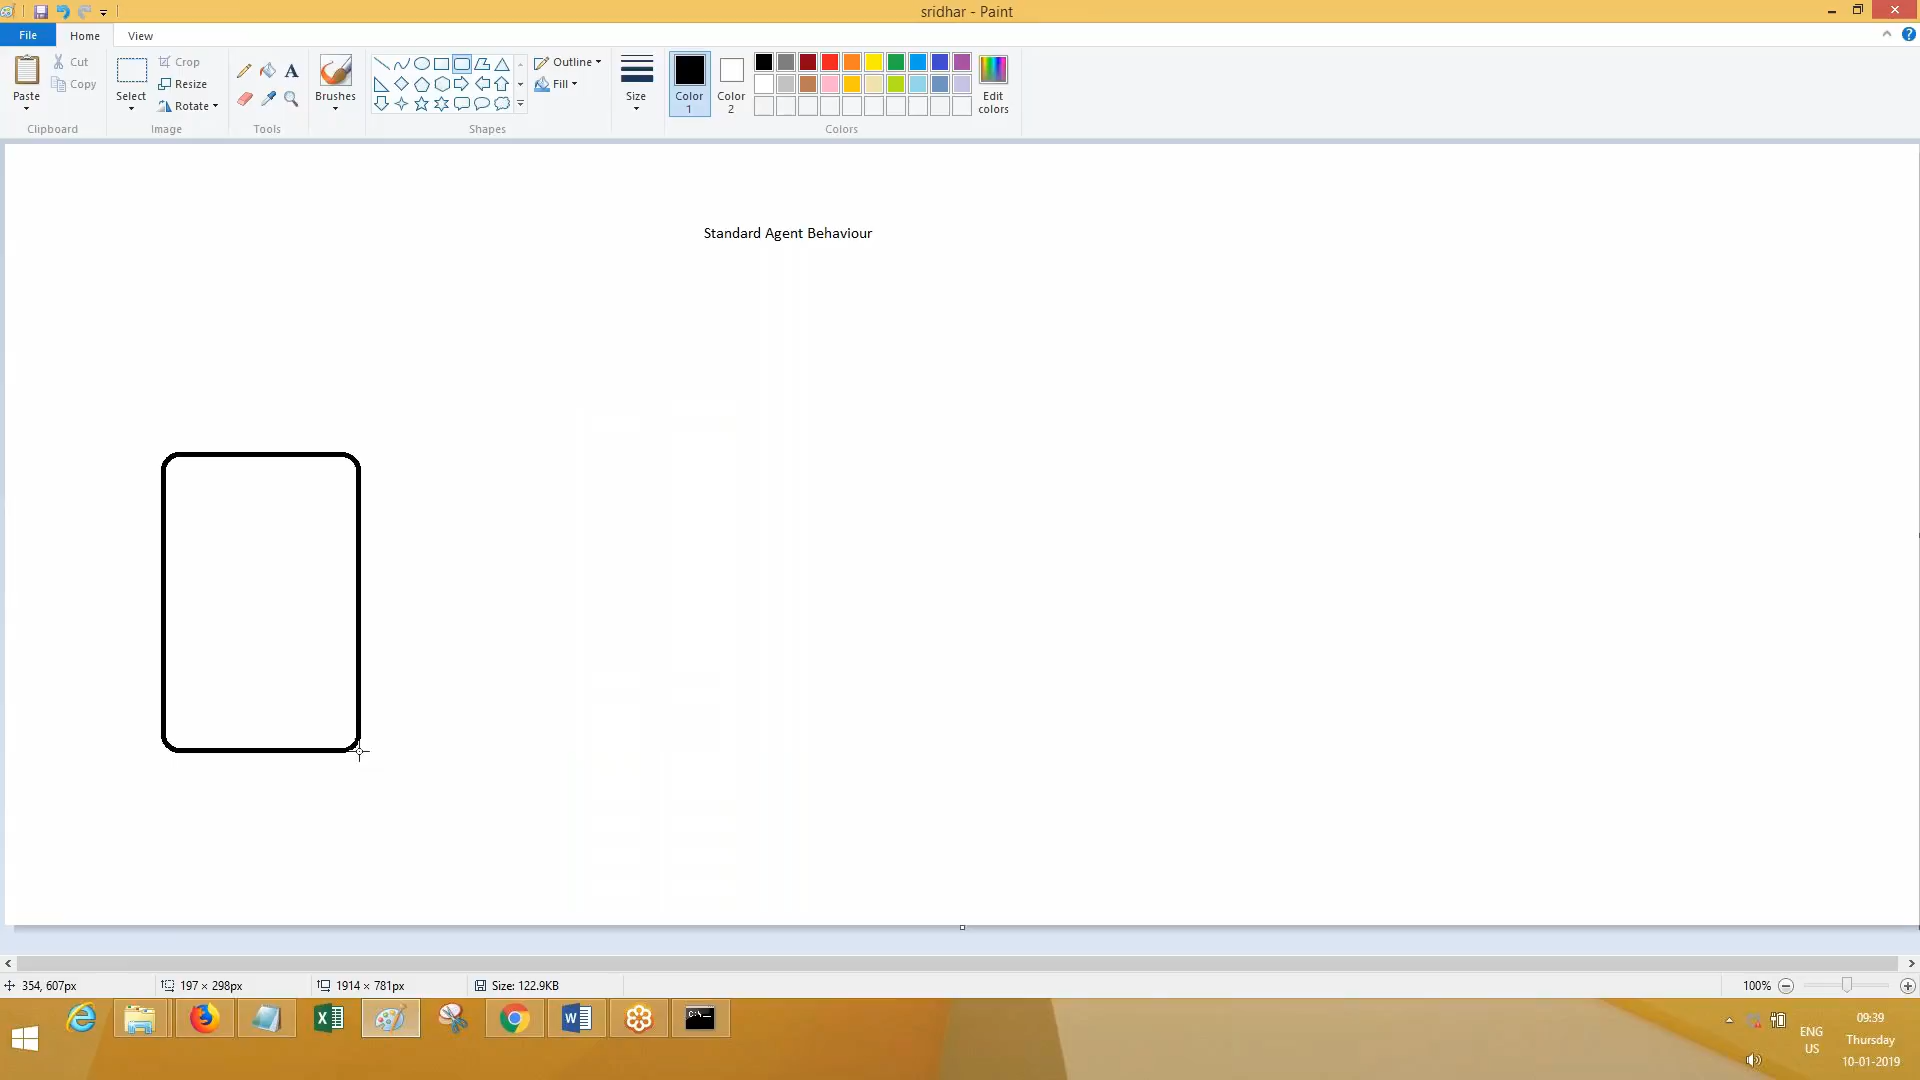 sridhar - Paint
File
Home
View
Paste
Cut
Copy
Clipboard
Select
Crop
Resize
Rotate
Image
A
Tools
Brushes
Shapes
Outline
Fill
Size
Color
1
Color
2
Edit
colors
Colors
Standard Agent Behaviour
354, 607px
197 × 298px
1914 × 781px
Size: 122.9KB
100%
ENG
US
09:39
Thursday
10-01-2019